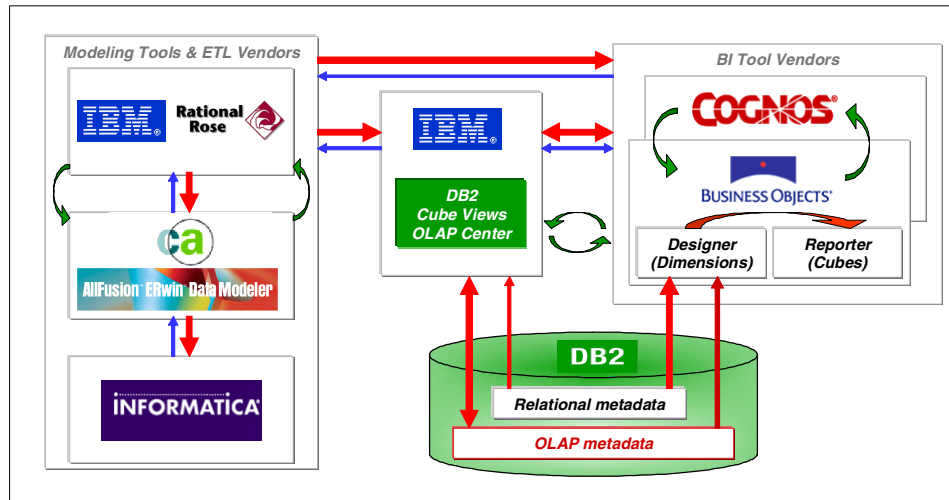 Modeling Tools & ETL Vendors
IBM®
Rational
Rose
ca
AllFusion™ ERwin Data Modeler
INFORMATICA®
IBM®
DB2
Cube Views
OLAP Center
BI Tool Vendors
COGNOS®
BUSINESS OBJECTS®
Designer
(Dimensions)
Reporter
(Cubes)
DB2
Relational metadata
OLAP metadata